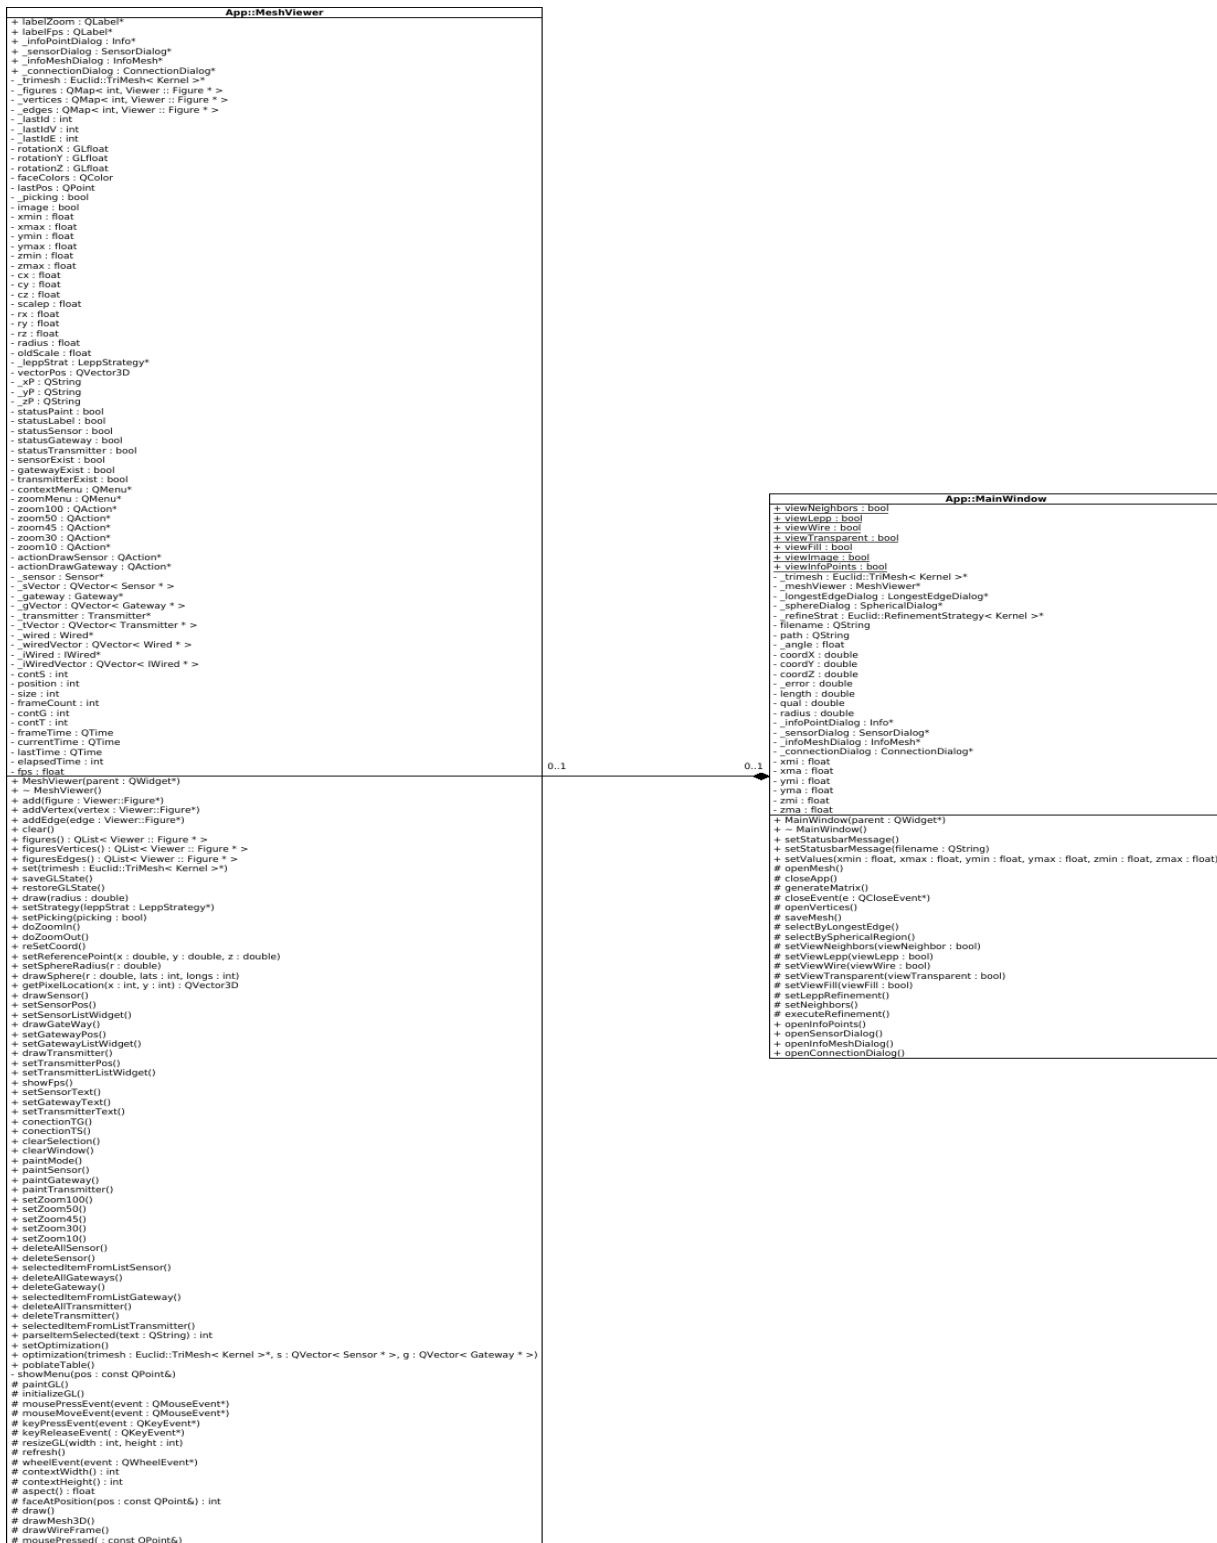 App::MeshViewer
+ labelZoom : QLabel*
+ labelFps : QLabel*
+ _infoPointDialog : Info*
+ _sensorDialog : SensorDialog*
+ _infoMeshDialog : InfoMesh*
+ _connectionDialog : ConnectionDialog*
- _trimesh : Euclid::TriMesh< Kernel >*
- _figures : QMap< int, Viewer :: Figure * >
- _vertices : QMap< int, Viewer :: Figure * >
- _edges : QMap< int, Viewer :: Figure * >
- _lastId : int
- _lastIdV : int
- _lastIdE : int
- rotationX : GLfloat
- rotationY : GLfloat
- rotationZ : GLfloat
- faceColors : QColor
- lastPos : QPoint
- _picking : bool
- image : bool
- xmin : float
- xmax : float
- ymin : float
- ymax : float
- zmin : float
- zmax : float
- cx : float
- cy : float
- cz : float
- scalep : float
- rx : float
- ry : float
- rz : float
- radius : float
- oldScale : float
- _leppStrat : LeppStrategy*
- vectorPos : QVector3D
- _xP : QString
- _yP : QString
- _zP : QString
- statusPaint : bool
- statusLabel : bool
- statusSensor : bool
- statusGateway : bool
- statusTransmitter : bool
- sensorExist : bool
- gatewayExist : bool
- transmitterExist : bool
- contextMenu : QMenu*
- zoomMenu : QMenu*
- zoom100 : QAction*
- zoom50 : QAction*
- zoom45 : QAction*
- zoom30 : QAction*
- zoom10 : QAction*
- actionDrawSensor : QAction*
- actionDrawGateway : QAction*
- _sensor : Sensor*
- _sVector : QVector< Sensor * >
- _gateway : Gateway*
- _gVector : QVector< Gateway * >
- _transmitter : Transmitter*
- _tVector : QVector< Transmitter * >
- _wired : Wired*
- _wiredVector : QVector< Wired * >
- _iWired : IWired*
- _iWiredVector : QVector< IWired * >
- contS : int
- position : int
- size : int
- frameCount : int
- contG : int
- contT : int
- frameTime : QTime
- currentTime : QTime
- lastTime : QTime
- elapsedTime : int
- fps : float
+ MeshViewer(parent : QWidget*)
+ ~ MeshViewer()
+ add(figure : Viewer::Figure*)
+ addVertex(vertex : Viewer::Figure*)
+ addEdge(edge : Viewer::Figure*)
+ clear()
+ figures() : QList< Viewer :: Figure * >
+ figuresVertices() : QList< Viewer :: Figure * >
+ figuresEdges() : QList< Viewer :: Figure * >
+ set(trimesh : Euclid::TriMesh< Kernel >*)
+ saveGLState()
+ restoreGLState()
+ draw(radius : double)
+ setStrategy(leppStrat : LeppStrategy*)
+ setPicking(picking : bool)
+ doZoomIn()
+ doZoomOut()
+ reSetCoord()
+ setReferencePoint(x : double, y : double, z : double)
+ setSphereRadius(r : double)
+ drawSphere(r : double, lats : int, longs : int)
+ getPixelLocation(x : int, y : int) : QVector3D
+ drawSensor()
+ setSensorPos()
+ setSensorListWidget()
+ drawGateWay()
+ setGatewayPos()
+ setGatewayListWidget()
+ drawTransmitter()
+ setTransmitterPos()
+ setTransmitterListWidget()
+ showFps()
+ setSensorText()
+ setGatewayText()
+ setTransmitterText()
+ conectionTG()
+ conectionTS()
+ clearSelection()
+ clearWindow()
+ paintMode()
+ paintSensor()
+ paintGateway()
+ paintTransmitter()
+ setZoom100()
+ setZoom50()
+ setZoom45()
+ setZoom30()
+ setZoom10()
+ deleteAllSensor()
+ deleteSensor()
+ selectedItemFromListSensor()
+ deleteAllGateways()
+ deleteGateway()
+ selectedItemFromListGateway()
+ deleteAllTransmitter()
+ deleteTransmitter()
+ selectedItemFromListTransmitter()
+ parseItemSelected(text : QString) : int
+ setOptimization()
+ optimization(trimesh : Euclid::TriMesh< Kernel >*, s : QVector< Sensor * >, g : QVector< Gateway * >)
+ poblateTable()
- showMenu(pos : const QPoint&)
# paintGL()
# initializeGL()
# mousePressEvent(event : QMouseEvent*)
# mouseMoveEvent(event : QMouseEvent*)
# keyPressEvent(event : QKeyEvent*)
# keyReleaseEvent( : QKeyEvent*)
# resizeGL(width : int, height : int)
# refresh()
# wheelEvent(event : QWheelEvent*)
# contextWidth() : int
# contextHeight() : int
# aspect() : float
# faceAtPosition(pos : const QPoint&) : int
# draw()
# drawMesh3D()
# drawWireFrame()
# mousePressed( : const QPoint&)
0..1
0..1
App::MainWindow
+ viewNeighbors : bool
+ viewLepp : bool
+ viewWire : bool
+ viewTransparent : bool
+ viewFill : bool
+ viewImage : bool
+ viewInfoPoints : bool
- _trimesh : Euclid::TriMesh< Kernel >*
- _meshViewer : MeshViewer*
- _longestEdgeDialog : LongestEdgeDialog*
- _sphereDialog : SphericalDialog*
- _refineStrat : Euclid::RefinementStrategy< Kernel >*
- filename : QString
- path : QString
- _angle : float
- coordX : double
- coordY : double
- coordZ : double
- _error : double
- length : double
- qual : double
- radius : double
- _infoPointDialog : Info*
- _sensorDialog : SensorDialog*
- _infoMeshDialog : InfoMesh*
- _connectionDialog : ConnectionDialog*
- xmi : float
- xma : float
- ymi : float
- yma : float
- zmi : float
- zma : float
+ MainWindow(parent : QWidget*)
+ ~ MainWindow()
+ setStatusbarMessage()
+ setStatusbarMessage(filename : QString)
+ setValues(xmin : float, xmax : float, ymin : float, ymax : float, zmin : float, zmax : float)
# openMesh()
# closeApp()
# generateMatrix()
# closeEvent(e : QCloseEvent*)
# openVertices()
# saveMesh()
# selectByLongestEdge()
# selectBySphericalRegion()
# setViewNeighbors(viewNeighbor : bool)
# setViewLepp(viewLepp : bool)
# setViewWire(viewWire : bool)
# setViewTransparent(viewTransparent : bool)
# setViewFill(viewFill : bool)
# setLeppRefinement()
# setNeighbors()
# executeRefinement()
+ openInfoPoints()
+ openSensorDialog()
+ openInfoMeshDialog()
+ openConnectionDialog()